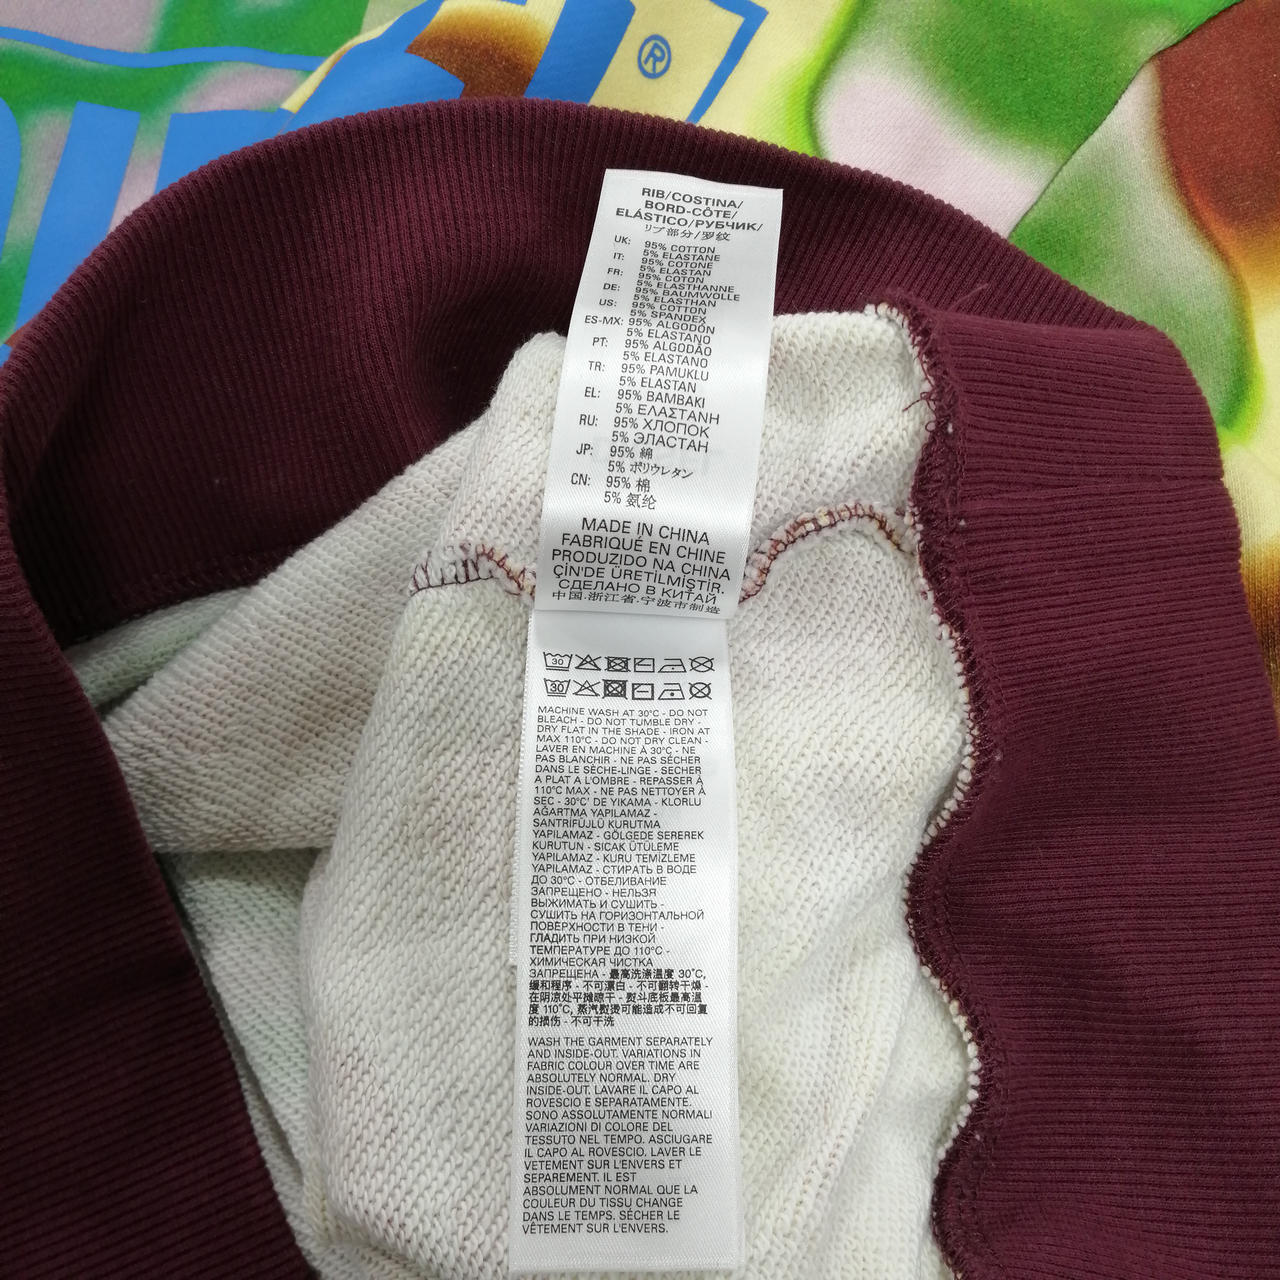 ®
RIB/COSTINA/
BORD-CÔTE/
ELÁSTICO/РУБЧИК/
リブ部分/罗纹
UK: 95% COTTON
5% ELASTANE
IT: 95% COTONE
5% ELASTAN
FR: 95% COTON
5% ELASTHANNE
DE: 95% BAUMWOLLE
5% ELASTHAN
US: 95% COTTON
5% SPANDEX
ES-MX: 95% ALGODÓN
5% ELASTANO
PT: 95% ALGODÃO
5% ELASTANO
TR: 95% PAMUKLU
5% ELASTAN
EL: 95% BAMBAKI
5% ΕΛΑΣΤΑΝΗ
RU: 95% ХЛОПОК
5% ЭЛАСТАН
JP: 95% 綿
5% ポリウレタン
CN: 95% 棉
5% 氨纶
MADE IN CHINA
FABRIQUÉ EN CHINE
PRODUZIDO NA CHINA
ÇİN'DE ÜRETİLMİŞTİR.
СДЕЛАНО В КИТАЙ
中国.浙江省.宁波市制造
30
30
MACHINE WASH AT 30°C - DO NOT
BLEACH - DO NOT TUMBLE DRY -
DRY FLAT IN THE SHADE - IRON AT
MAX 110°C - DO NOT DRY CLEAN -
LAVER EN MACHINE À 30°C - NE
PAS BLANCHIR - NE PAS SÉCHER
DANS LE SÈCHE-LINGE - SECHER
A PLAT A L'OMBRE - REPASSER À
110°C MAX - NE PAS NETTOYER À
SEC - 30°C' DE YIKAMA - KLORLU
AĞARTMA YAPILAMAZ -
SANTRİFÜJLÜ KURUTMA
YAPILAMAZ - GÖLGEDE SEREREK
KURUTUN - SICAK ÜTÜLEME
YAPILAMAZ - KURU TEMİZLEME
YAPILAMAZ - СТИРАТЬ В ВОДЕ
ДО 30°C - ОТБЕЛИВАНИЕ
ЗАПРЕЩЕНО - НЕЛЬЗЯ
ВЫЖИМАТЬ И СУШИТЬ -
СУШИТЬ НА ГОРИЗОНТАЛЬНОЙ
ПОВЕРХНОСТИ В ТЕНИ -
ГЛАДИТЬ ПРИ НИЗКОЙ
ТЕМПЕРАТУРЕ ДО 110°C -
ХИМИЧЕСКАЯ ЧИСТКА
ЗАПРЕЩЕНА - 最高洗涤温度 30°C,
缓和程序 - 不可漂白 - 不可翻转干燥 -
在阴凉处平摊晾干 - 熨斗底板最高温
度 110°C, 蒸汽熨烫可能造成不可回复
的损伤 - 不可干洗
WASH THE GARMENT SEPARATELY
AND INSIDE-OUT. VARIATIONS IN
FABRIC COLOUR OVER TIME ARE
ABSOLUTELY NORMAL. DRY
INSIDE-OUT. LAVARE IL CAPO AL
ROVESCIO E SEPARATAMENTE.
SONO ASSOLUTAMENTE NORMALI
VARIAZIONI DI COLORE DEL
TESSUTO NEL TEMPO. ASCIUGARE
IL CAPO AL ROVESCIO. LAVER LE
VETEMENT SUR L'ENVERS ET
SEPAREMENT. IL EST
ABSOLUMENT NORMAL QUE LA
COULEUR DU TISSU CHANGE
DANS LE TEMPS. SÉCHER LE
VÊTEMENT SUR L'ENVERS.